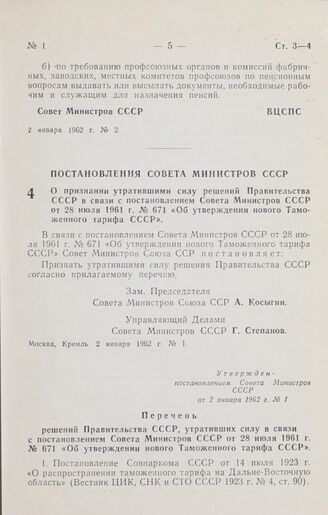 № 1 — 5 — Ст. 3—4
б) по требованию профсоюзных органов и комиссий фабрич-
ных, заводских, местных комитетов профсоюзов по пенсионным
вопросам выдавать или высылать документы, необходимые рабо-
чим и служащим для назначения пенсий.
Совет Министров СССР ВЦСПС
2 января 1962 г. № 2.
ПОСТАНОВЛЕНИЯ СОВЕТА МИНИСТРОВ СССР
4 О признании утратившими силу решений Правительства
СССР в связи с постановлением Совета Министров СССР
от 28 июля 1961 г. № 671 «Об утверждении нового Тамо-
женного тарифа СССР».
В связи с постановлением Совета Министров СССР от 28 ию-
ля 1961 г. № 671 «Об утверждении нового Таможенного тарифа
СССР» Совет Министров Союза ССР постановляет:
Признать утратившими силу решения Правительства СССР
согласно прилагаемому перечню.
Зам. Председателя
Совета Министров Союза ССР А. Косыгин.
Управляющий Делами
Совета Министров СССР Г. Степанов.
Москва, Кремль. 2 января 1962 г. № 1.
Утвержден-
постановлением Совета Министров
СССР
от 2 января 1962 г. № 1
Перечень
решений Правительства СССР, утративших силу в связи
с постановлением Совета Министров СССР от 28 июля 1961 г.
№ 671 «Об утверждении нового Таможенного тарифа СССР».
1. Постановление Совнаркома СССР от 14 июля 1923 г.
«О распространении таможенного тарифа на Дальне-Восточную
область» (Вестник ЦИК, СНК и СТО СССР 1923 г. № 4, ст. 90).